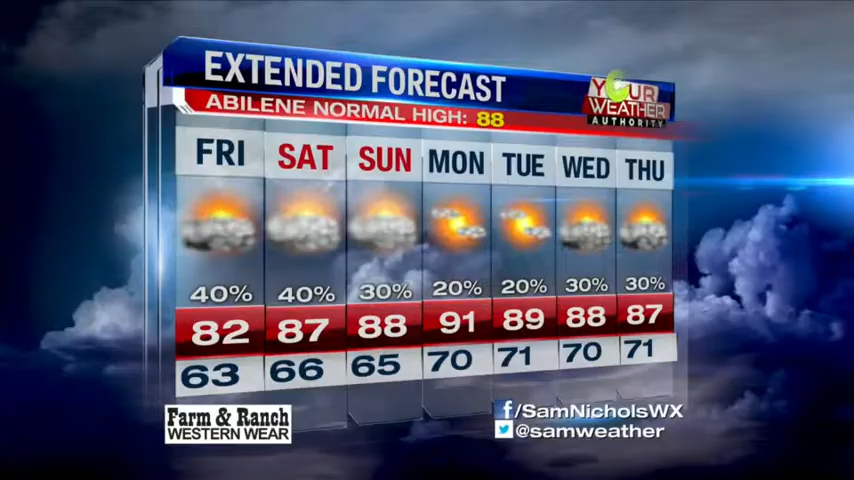 EXTENDED FORECAST
ABILENE NORMAL HIGH: 88
YOUR
WEATHER
AUTHORITY
FRI SAT SUN MON TUE WED THU
40% 40% 30% 20% 20% 30% 30%
82 87 88 91 89 88 87
63 66 65 70 71 70 71
Farm & Ranch
WESTERN WEAR
f/SamNicholsWX
@samweather